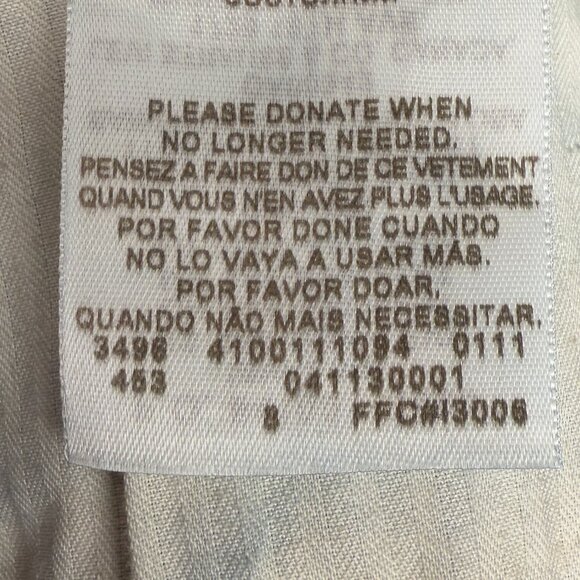 PLEASE DONATE WHEN
NO LONGER NEEDED.
PENSEZ A FAIRE DON DE CE VETEMENT
QUAND VOUS N'EN AVEZ PLUS L'USAGE.
POR FAVOR DONE CUANDO
NO LO VAYA A USAR MÁS.
POR FAVOR DOAR,
QUANDO NÃO MAIS NECESSITAR.
3496 4100111094 0111
453 041130001
8 FFC#I3006